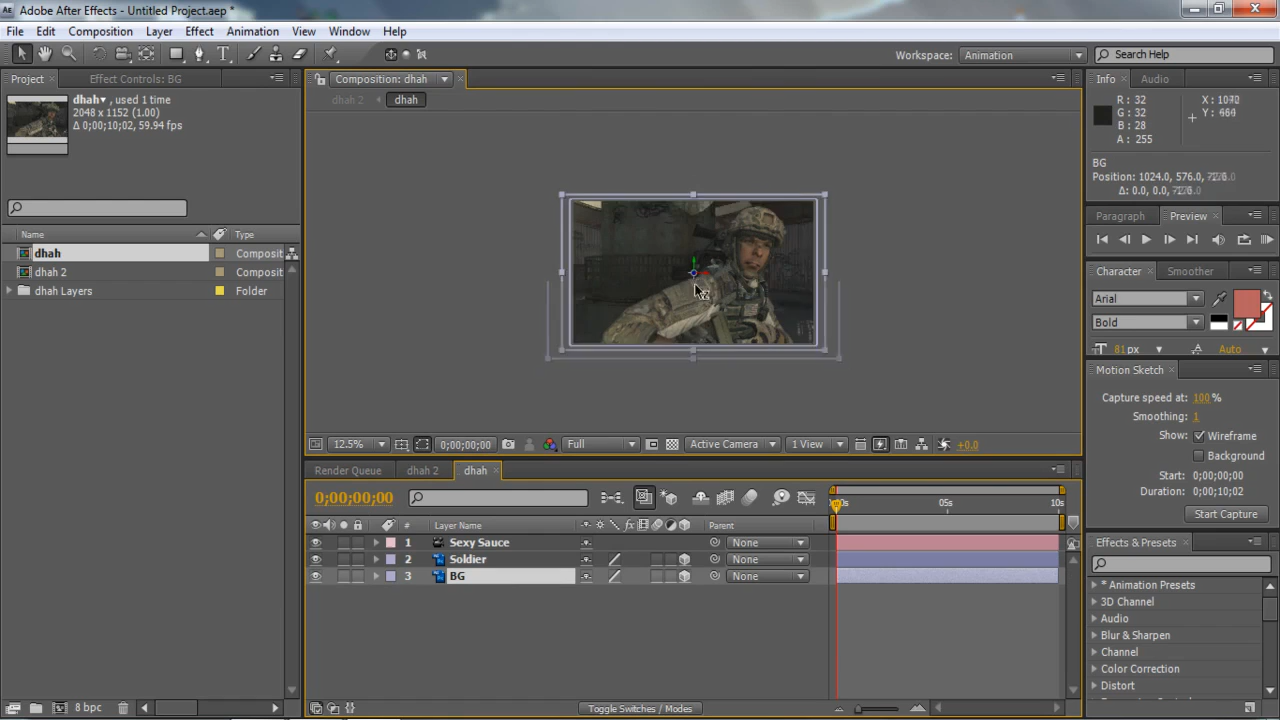 Adobe After Effects - Untitled Project.aep *
File Edit Composition Layer Effect Animation View Window Help
Workspace: Animation Search Help
Project Effect Controls: BG
Composition: dhah
Info Audio
dhah▾, used 1 time
2048 x 1152 (1.00)
Δ 0;00;10;02, 59.94 fps
dhah 2 dhah
R : 32
G : 32
B : 28
A : 255
BG
Position: 1024.0, 576.0,
Paragraph Preview
Name Type
dhah Composit
dhah 2 Composit
dhah Layers Folder
Character Smoother
Arial
Bold
81 px Auto
Motion Sketch
Capture speed at: 100 %
Smoothing: 1
Show: Wireframe
Background
Start: 0;00;00;00
Duration: 0;00;10;02
Start Capture
12.5% 0;00;00;00 Full Active Camera 1 View +0.0
Render Queue dhah 2 dhah
0;00;00;00
05s 10s
# Layer Name Parent
1 Sexy Sauce None
2 Soldier None
3 BG None
Effects & Presets
* Animation Presets
3D Channel
Audio
Blur & Sharpen
Channel
Color Correction
Distort
8 bpc
Toggle Switches / Modes